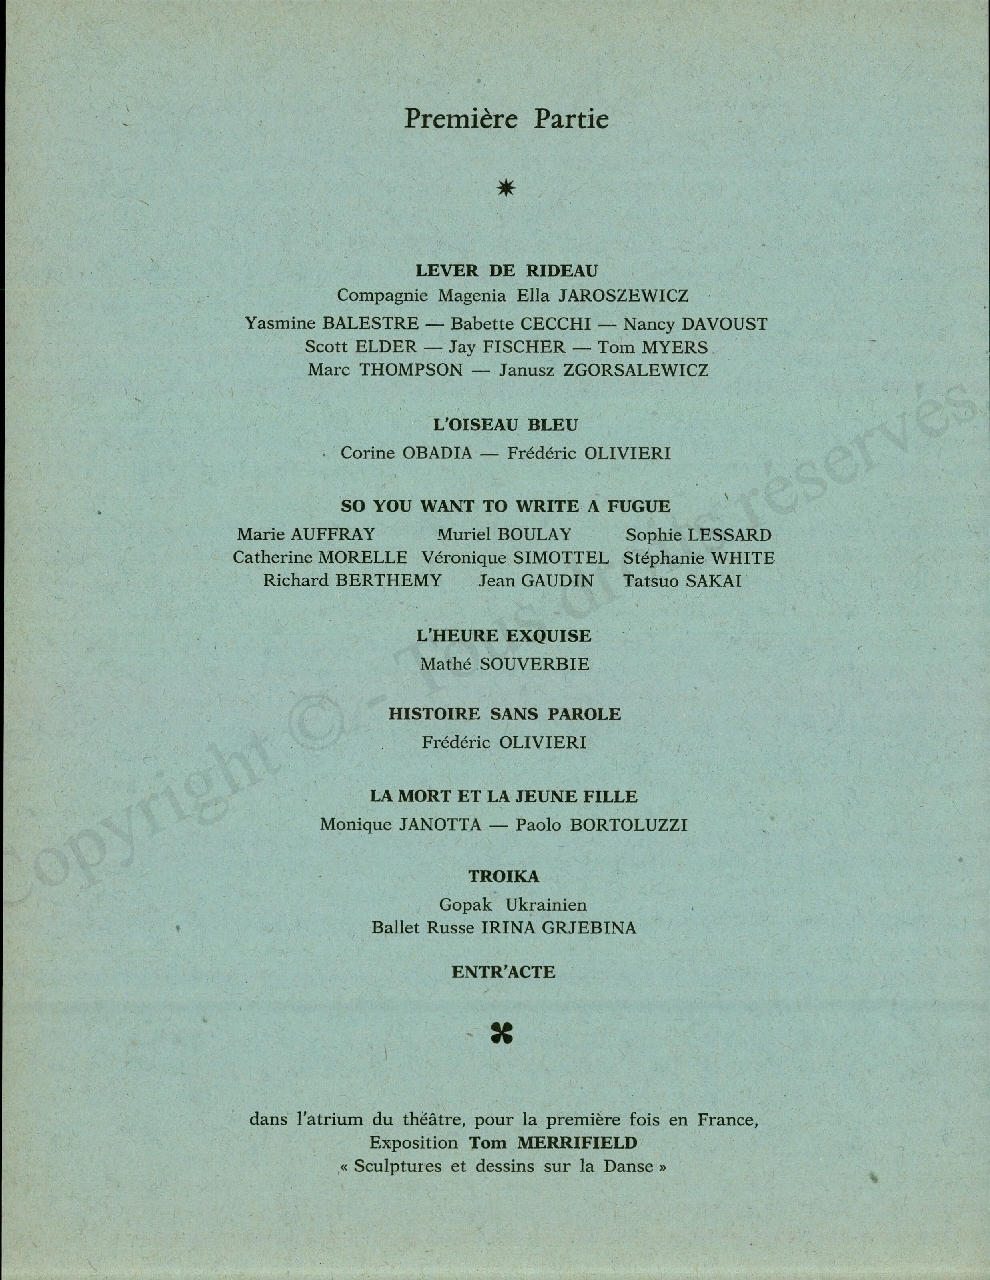 Première Partie
LEVER DE RIDEAU
Compagnie Magenia Ella JAROSZEWICZ
Yasmine BALESTRE — Babette CECCHI — Nancy DAVOUST
Scott ELDER — Jay FISCHER — Tom MYERS
Marc THOMPSON — Janusz ZGORSALEWICZ
L'OISEAU BLEU
Corine OBADIA — Frédéric OLIVIERI
SO YOU WANT TO WRITE A FUGUE
Marie AUFFRAY Muriel BOULAY Sophie LESSARD
Catherine MORELLE Véronique SIMOTTEL Stéphanie WHITE
Richard BERTHEMY Jean GAUDIN Tatsuo SAKAI
L'HEURE EXQUISE
Mathé SOUVERBIE
HISTOIRE SANS PAROLE
Frédéric OLIVIERI
LA MORT ET LA JEUNE FILLE
Monique JANOTTA — Paolo BORTOLUZZI
TROIKA
Gopak Ukrainien
Ballet Russe IRINA GRJEBINA
ENTR'ACTE
dans l'atrium du théâtre, pour la première fois en France,
Exposition Tom MERRIFIELD
« Sculptures et dessins sur la Danse »
Copyright © - Tous droits réservés.